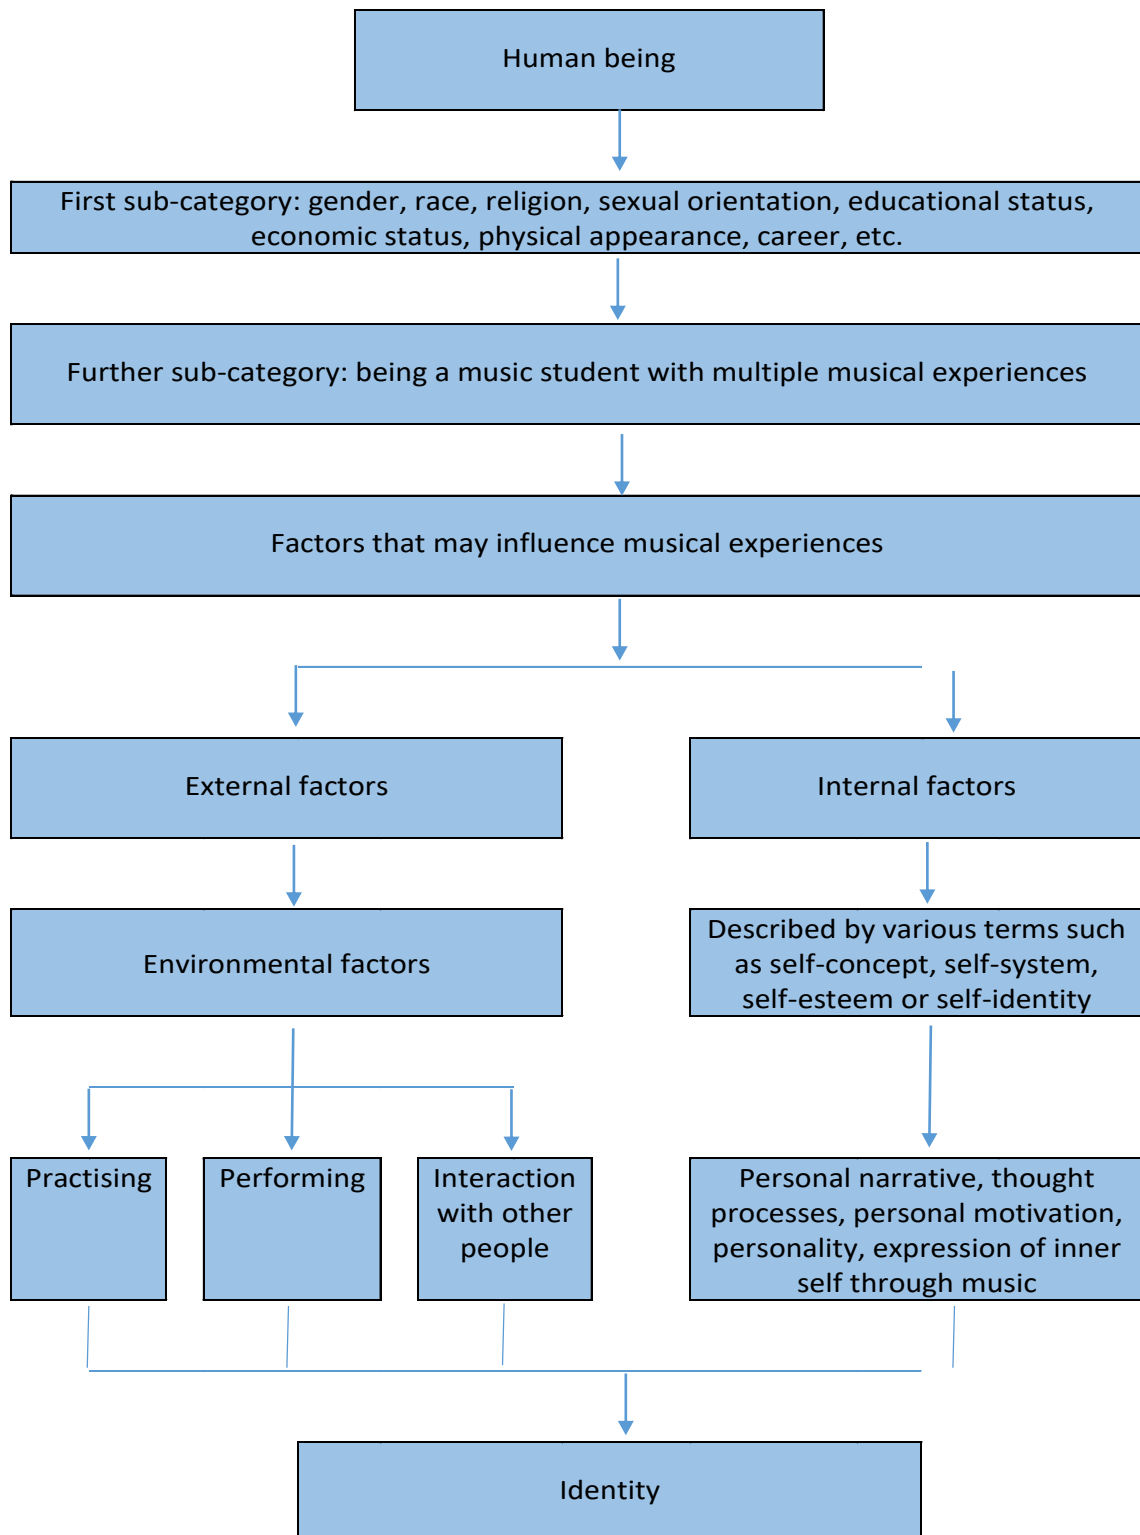 Human being
First sub-category: gender, race, religion, sexual orientation, educational status,
economic status, physical appearance, career, etc.
Further sub-category: being a music student with multiple musical experiences
Factors that may influence musical experiences
External factors
Internal factors
Environmental factors
Described by various terms such
as self-concept, self-system,
self-esteem or self-identity
Practising
Performing
Interaction
with other
people
Personal narrative, thought
processes, personal motivation,
personality, expression of inner
self through music
Identity